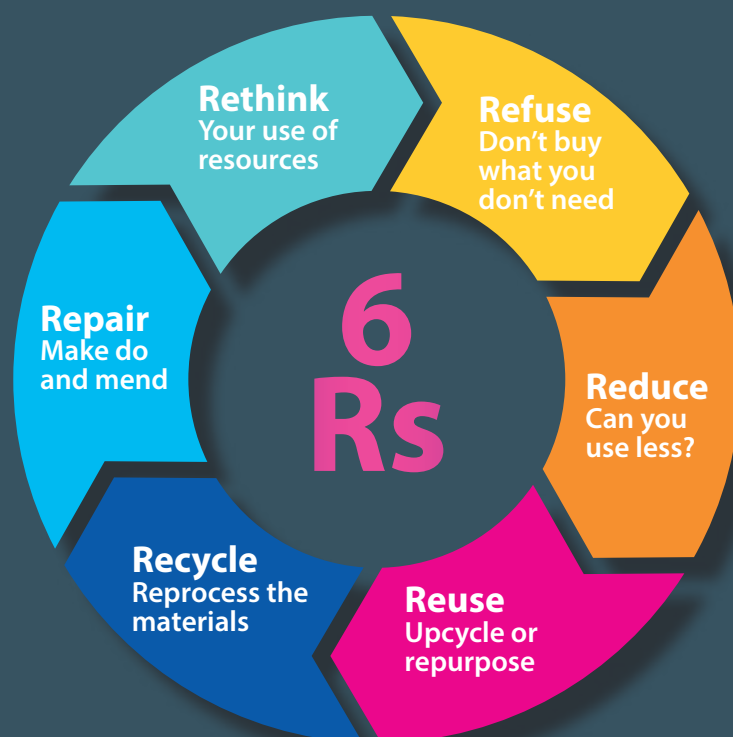 Rethink
Your use of
resources
Refuse
Don't buy
what you
don't need
Reduce
Can you
use less?
Reuse
Upcycle or
repurpose
Recycle
Reprocess the
materials
Repair
Make do
and mend
6
Rs